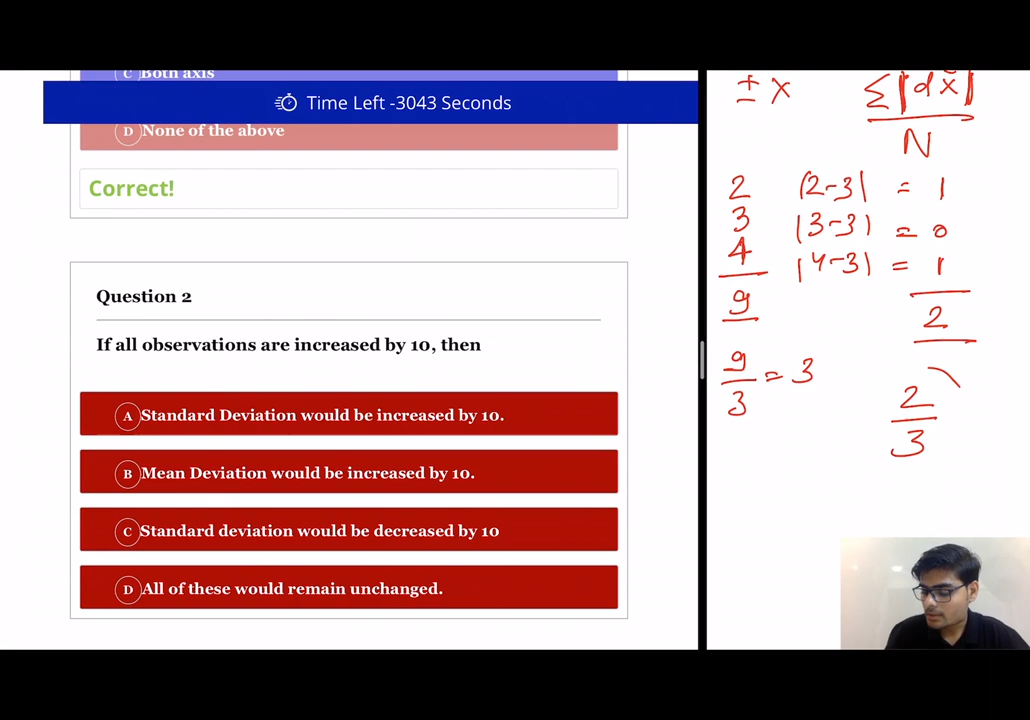 C Both axis
Time Left -3043 Seconds
D None of the above
Correct!
Question 2
If all observations are increased by 10, then
A Standard Deviation would be increased by 10.
B Mean Deviation would be increased by 10.
C Standard deviation would be decreased by 10
D All of these would remain unchanged.
± x
Σ|dx̄|
N
2 |2-3| = 1
3 |3-3| = 0
4 |4-3| = 1
9 2
9/3 = 3
2/3